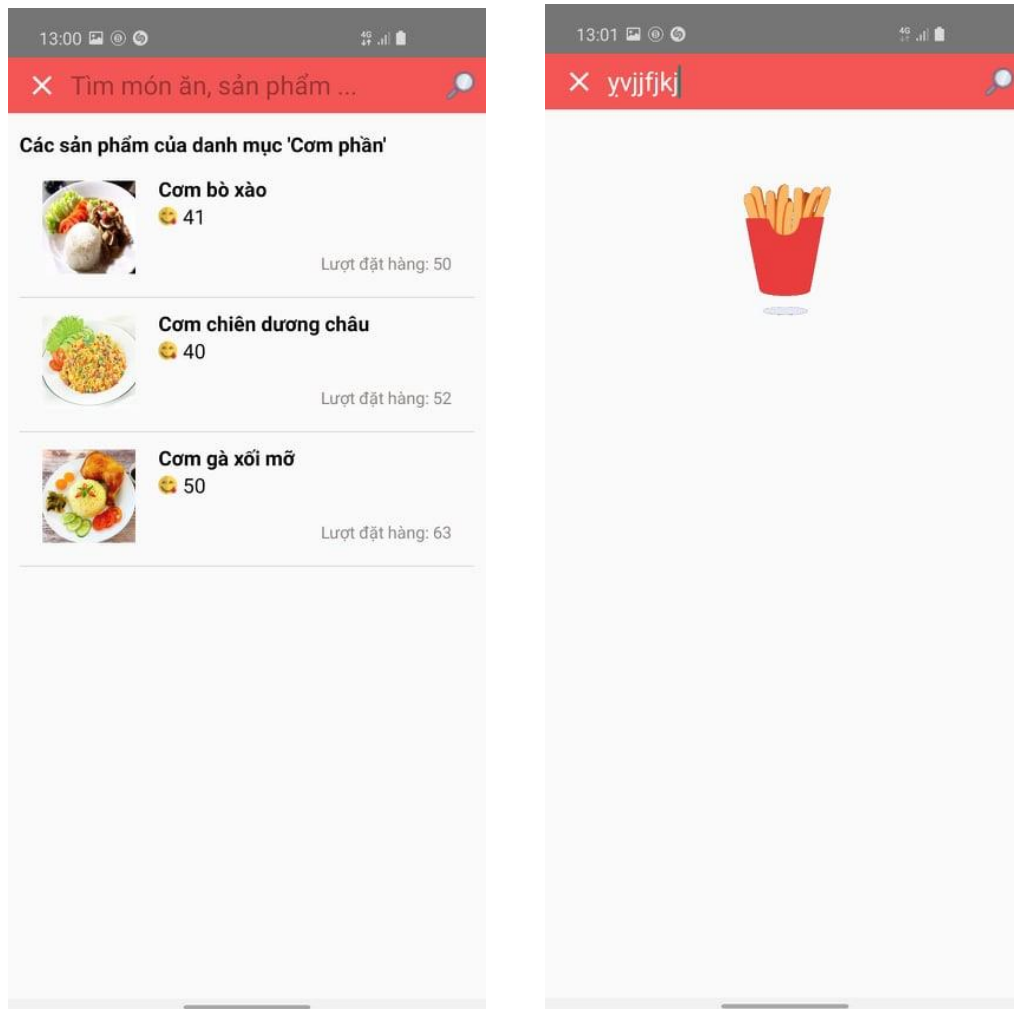 13:00
4G
Tìm món ăn, sản phẩm ...
Các sản phẩm của danh mục 'Cơm phần'
Cơm bò xào
😋 41
Lượt đặt hàng: 50
Cơm chiên dương châu
😋 40
Lượt đặt hàng: 52
Cơm gà xối mỡ
😋 50
Lượt đặt hàng: 63
13:01
4G
yvjjfjkj